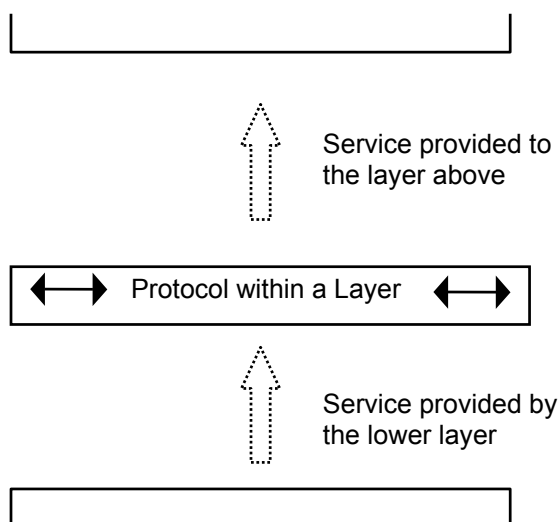 Service provided to
the layer above
Protocol within a Layer
Service provided by
the lower layer